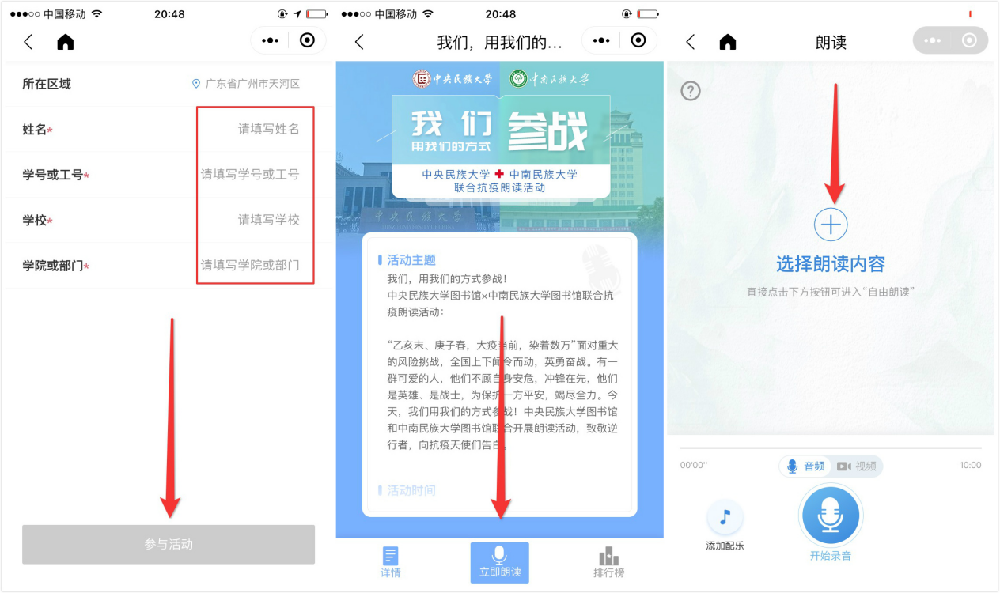 中国移动
20:48
所在区域
广东省广州市天河区
姓名*
请填写姓名
学号或工号*
请填写学号或工号
学校*
请填写学校
学院或部门*
请填写学院或部门
参与活动
中国移动
20:48
我们，用我们的...
中央民族大学
中南民族大学
我们
用我们的方式
参战
中央民族大学
中南民族大学
联合抗疫朗读活动
中央民族大学
活动主题
我们，用我们的方式参战！
中央民族大学图书馆×中南民族大学图书馆联合抗
疫朗读活动：
“乙亥末、庚子春，大疫当前，染着数万”面对重大
的风险挑战，全国上下闻令而动，英勇奋战。有一
群可爱的人，他们不顾自身安危，冲锋在先，他们
是英雄、是战士，为保护一方平安，竭尽全力。今
天，我们用我们的方式参战！中央民族大学图书馆
和中南民族大学图书馆联合开展朗读活动，致敬逆
行者，向抗疫天使们告白。
活动时间
详情
立即朗读
排行榜
朗读
?
选择朗读内容
直接点击下方按钮可进入“自由朗读”
00'00''
音频
视频
10:00
添加配乐
开始录音